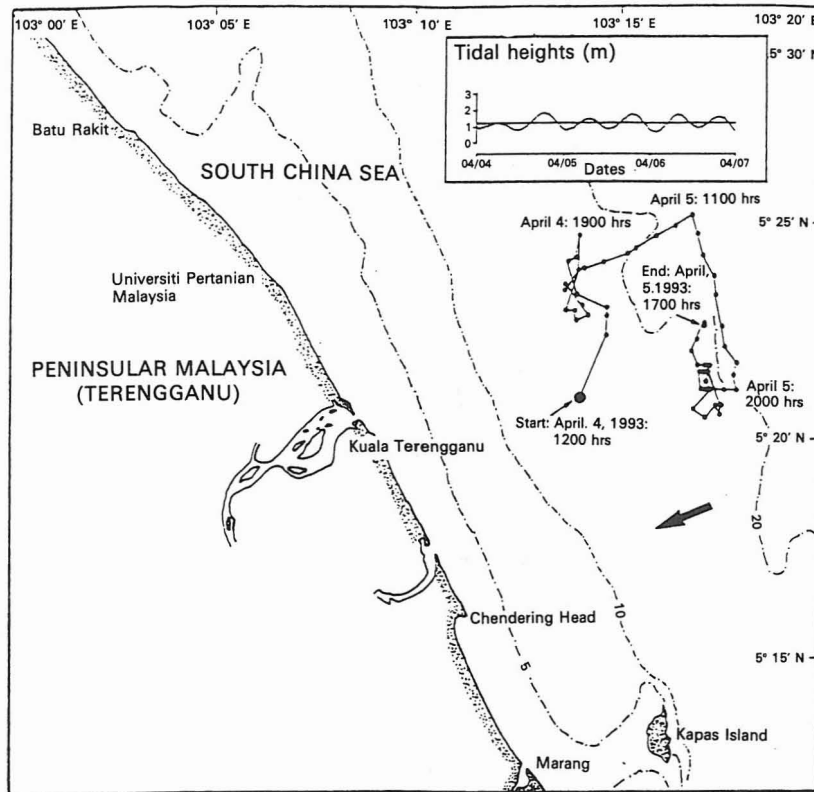 103° 00' E
103° 05' E
103° 10' E
103° 15' E
103° 20' E
Tidal heights (m)
3
2
1
0
04/04
04/05
04/06
04/07
Dates
5° 30' N
Batu Rakit
SOUTH CHINA SEA
April 5: 1100 hrs
April 4: 1900 hrs
5° 25' N
Universiti Pertanian
Malaysia
End: April,
5.1993:
1700 hrs
PENINSULAR MALAYSIA
(TERENGGANU)
April 5:
2000 hrs
Start: April. 4, 1993:
1200 hrs
5° 20' N
Kuala Terengganu
20
10
Chendering Head
5
5° 15' N
Kapas Island
Marang